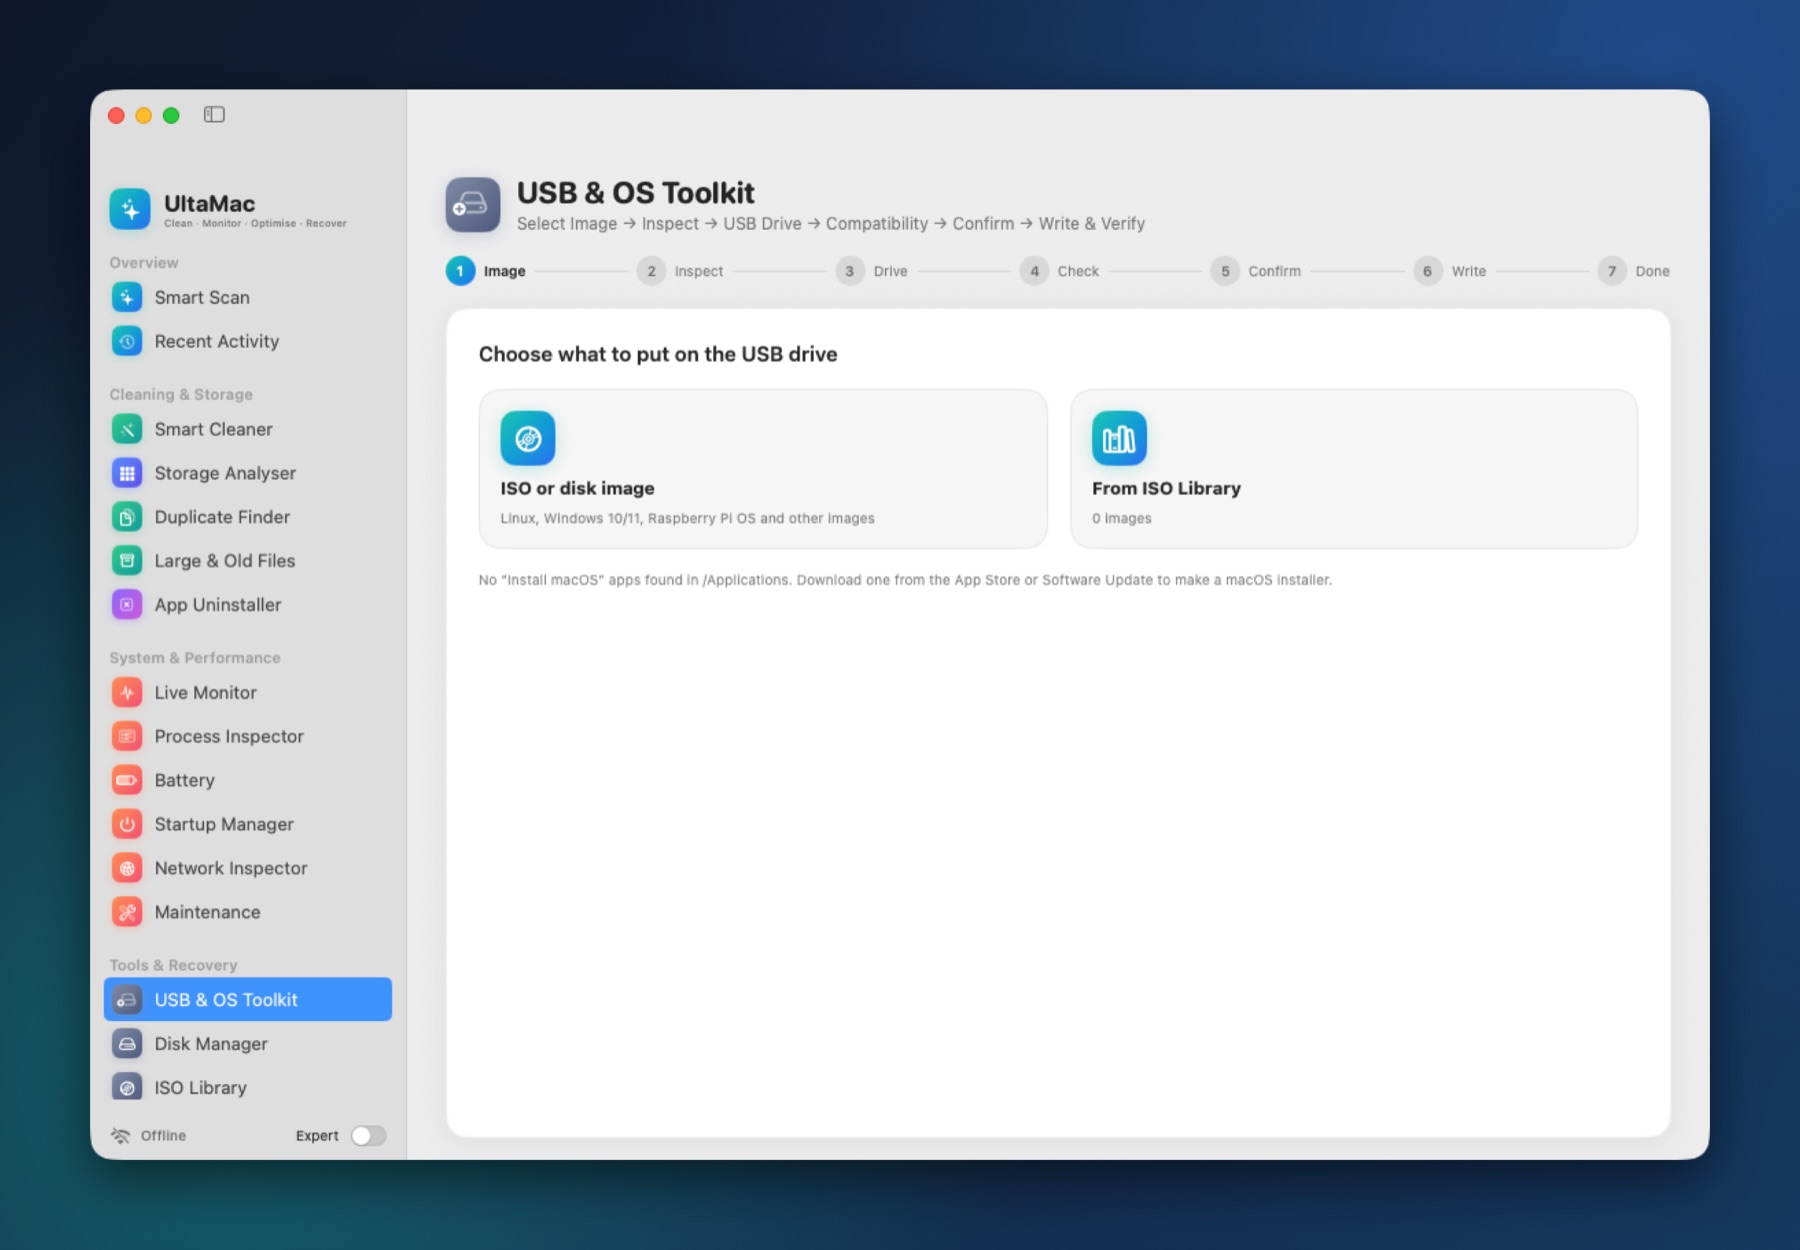 UltaMac
Clean · Monitor · Optimise · Recover
Overview
Smart Scan
Recent Activity
Cleaning & Storage
Smart Cleaner
Storage Analyser
Duplicate Finder
Large & Old Files
App Uninstaller
System & Performance
Live Monitor
Process Inspector
Battery
Startup Manager
Network Inspector
Maintenance
Tools & Recovery
USB & OS Toolkit
Disk Manager
ISO Library
Offline
Expert
USB & OS Toolkit
Select Image → Inspect → USB Drive → Compatibility → Confirm → Write & Verify
1 Image 2 Inspect 3 Drive 4 Check 5 Confirm 6 Write 7 Done
Choose what to put on the USB drive
ISO or disk image
Linux, Windows 10/11, Raspberry Pi OS and other images
From ISO Library
0 images
No "Install macOS" apps found in /Applications. Download one from the App Store or Software Update to make a macOS installer.